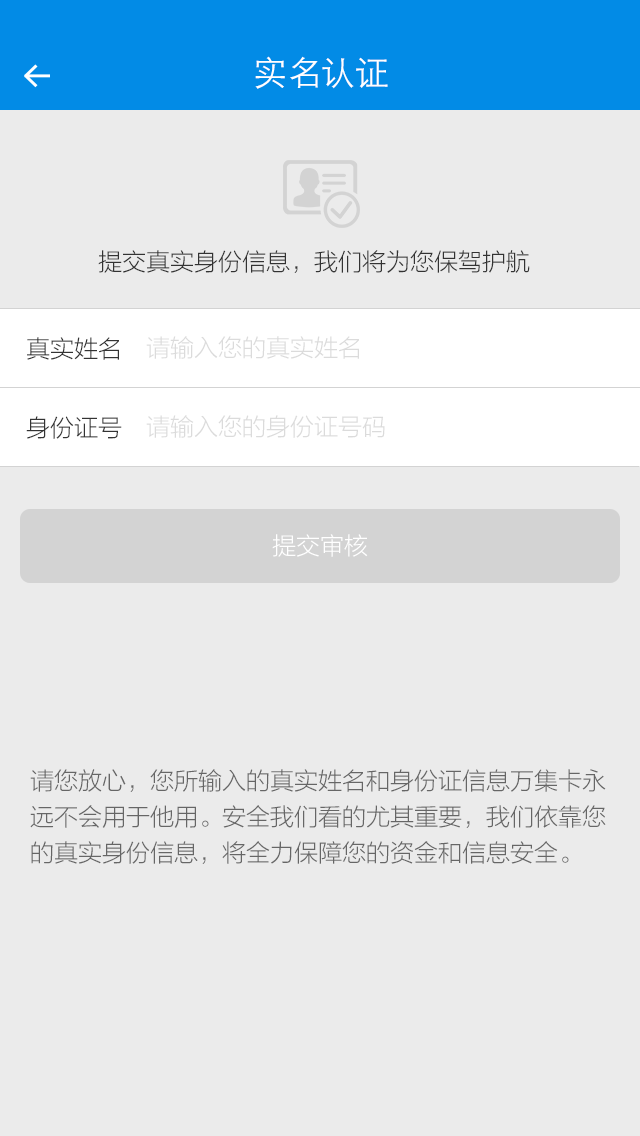 实名认证
提交真实身份信息，我们将为您保驾护航
真实姓名 请输入您的真实姓名
身份证号 请输入您的身份证号码
提交审核
请您放心，您所输入的真实姓名和身份证信息万集卡永
远不会用于他用。安全我们看的尤其重要，我们依靠您
的真实身份信息，将全力保障您的资金和信息安全。